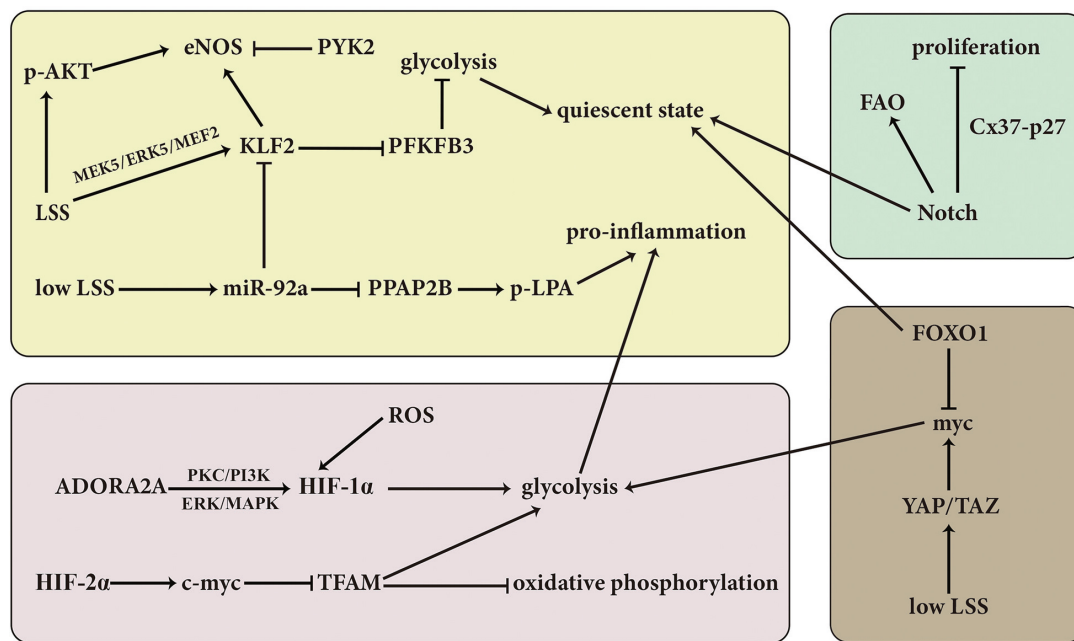 eNOS
PYK2
p-AKT
glycolysis
quiescent state
MEK5/ERK5/MEF2
KLF2
PFKFB3
LSS
pro-inflammation
low LSS
miR-92a
PPAP2B
p-LPA
proliferation
FAO
Cx37-p27
Notch
ROS
ADORA2A
PKC/PI3K
ERK/MAPK
HIF-1α
glycolysis
HIF-2α
c-myc
TFAM
oxidative phosphorylation
FOXO1
myc
YAP/TAZ
low LSS